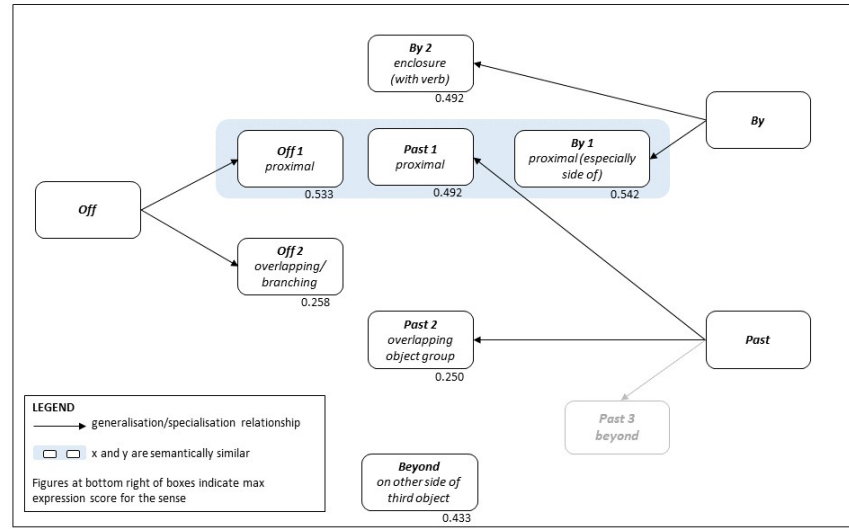 By 2
enclosure
(with verb)
0.492
By
Off 1
proximal
0.533
Past 1
proximal
0.492
By 1
proximal (especially
side of)
0.542
Off
Off 2
overlapping/
branching
0.258
Past 2
overlapping
object group
0.250
Past
Past 3
beyond
Beyond
on other side of
third object
0.433
LEGEND
generalisation/specialisation relationship
x and y are semantically similar
Figures at bottom right of boxes indicate max
expression score for the sense